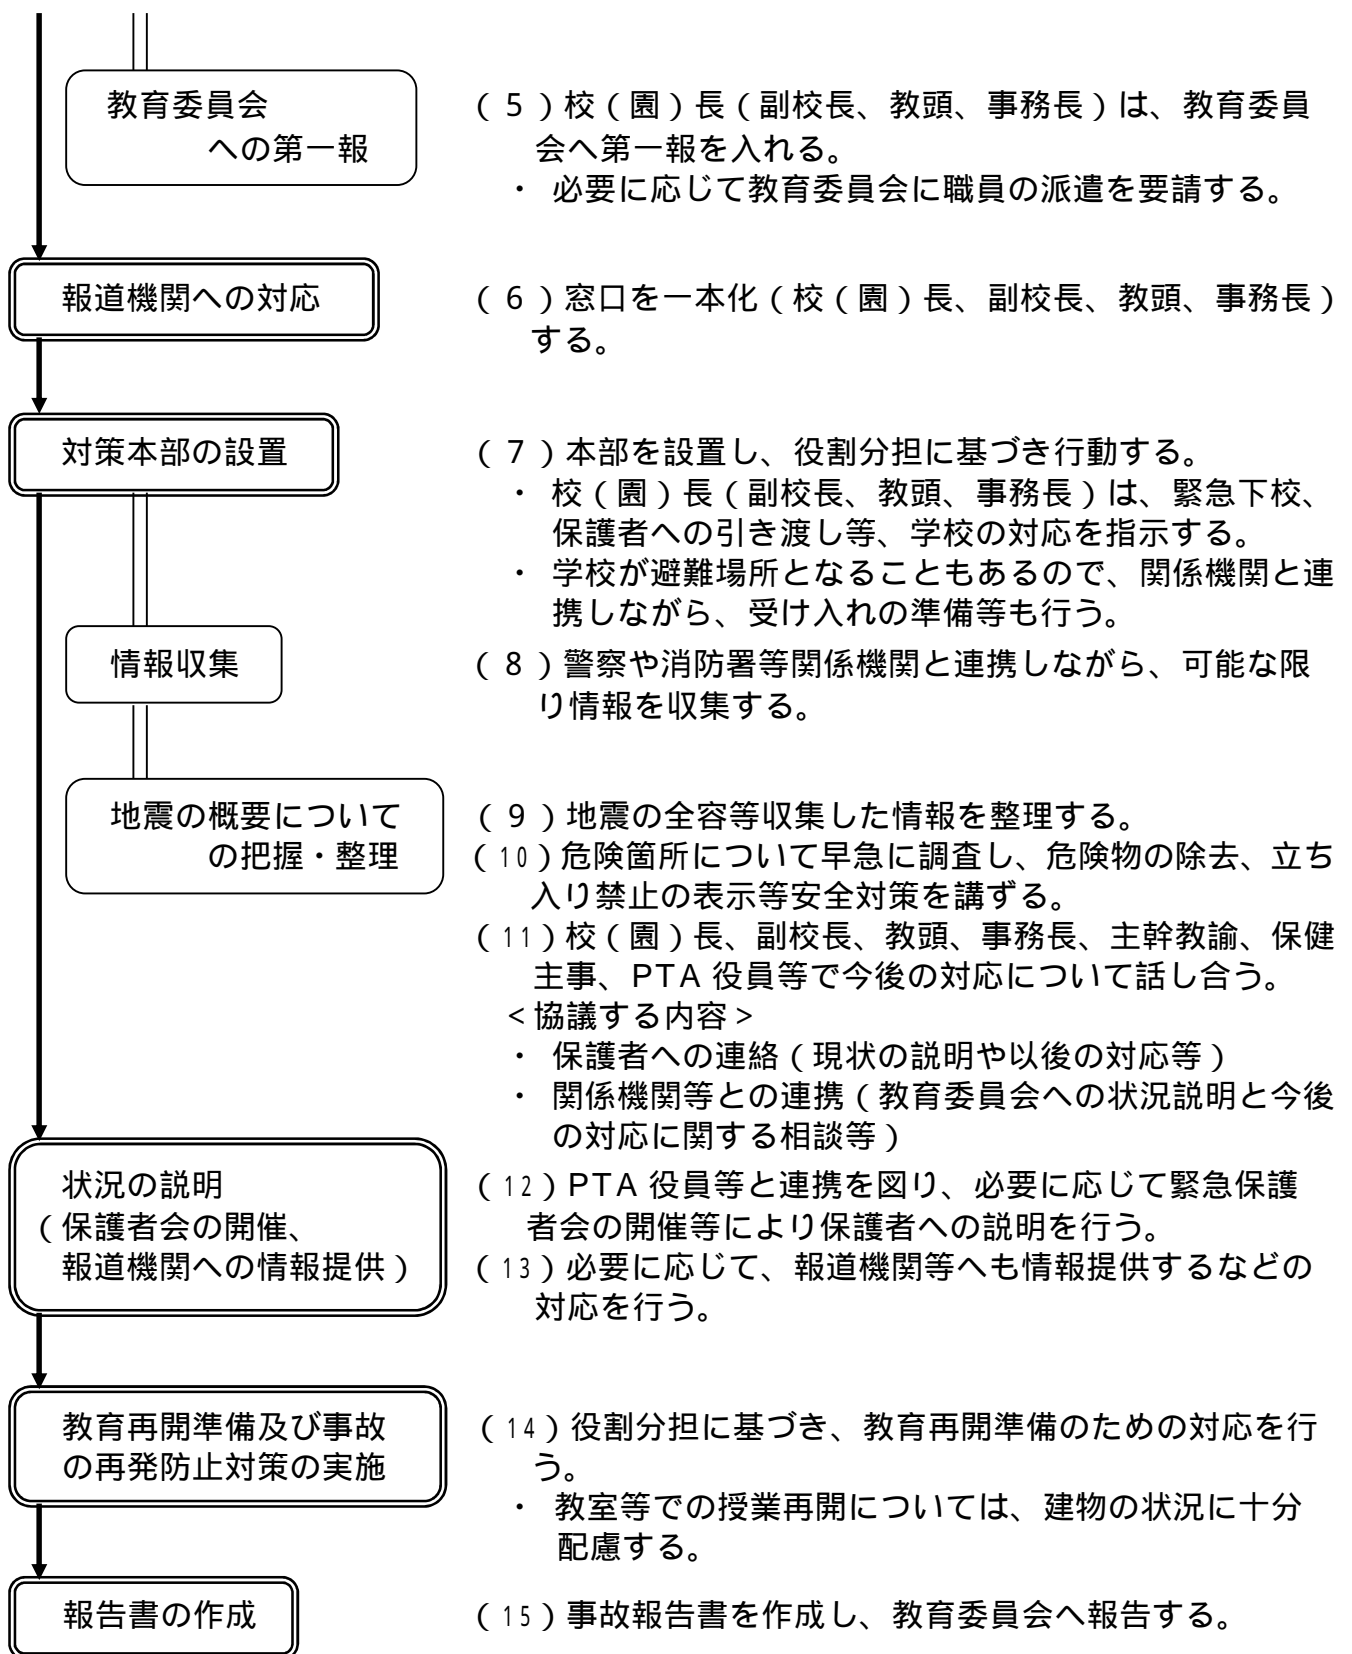 教育委員会
への第一報
(５)校(園)長(副校長、教頭、事務長)は、教育委員
会へ第一報を入れる。
・ 必要に応じて教育委員会に職員の派遣を要請する。
報道機関への対応
(６)窓口を一本化(校(園)長、副校長、教頭、事務長)
する。
対策本部の設置
(７)本部を設置し、役割分担に基づき行動する。
・ 校(園)長(副校長、教頭、事務長)は、緊急下校、
保護者への引き渡し等、学校の対応を指示する。
・ 学校が避難場所となることもあるので、関係機関と連
携しながら、受け入れの準備等も行う。
情報収集
(８)警察や消防署等関係機関と連携しながら、可能な限
り情報を収集する。
地震の概要について
の把握・整理
(９)地震の全容等収集した情報を整理する。
(10)危険箇所について早急に調査し、危険物の除去、立ち
入り禁止の表示等安全対策を講ずる。
(11)校(園)長、副校長、教頭、事務長、主幹教諭、保健
主事、PTA 役員等で今後の対応について話し合う。
<協議する内容>
・ 保護者への連絡(現状の説明や以後の対応等)
・ 関係機関等との連携(教育委員会への状況説明と今後
の対応に関する相談等)
状況の説明
(保護者会の開催、
報道機関への情報提供)
(12)PTA 役員等と連携を図り、必要に応じて緊急保護
者会の開催等により保護者への説明を行う。
(13)必要に応じて、報道機関等へも情報提供するなどの
対応を行う。
教育再開準備及び事故
の再発防止対策の実施
(14)役割分担に基づき、教育再開準備のための対応を行
う。
・ 教室等での授業再開については、建物の状況に十分
配慮する。
報告書の作成
(15)事故報告書を作成し、教育委員会へ報告する。